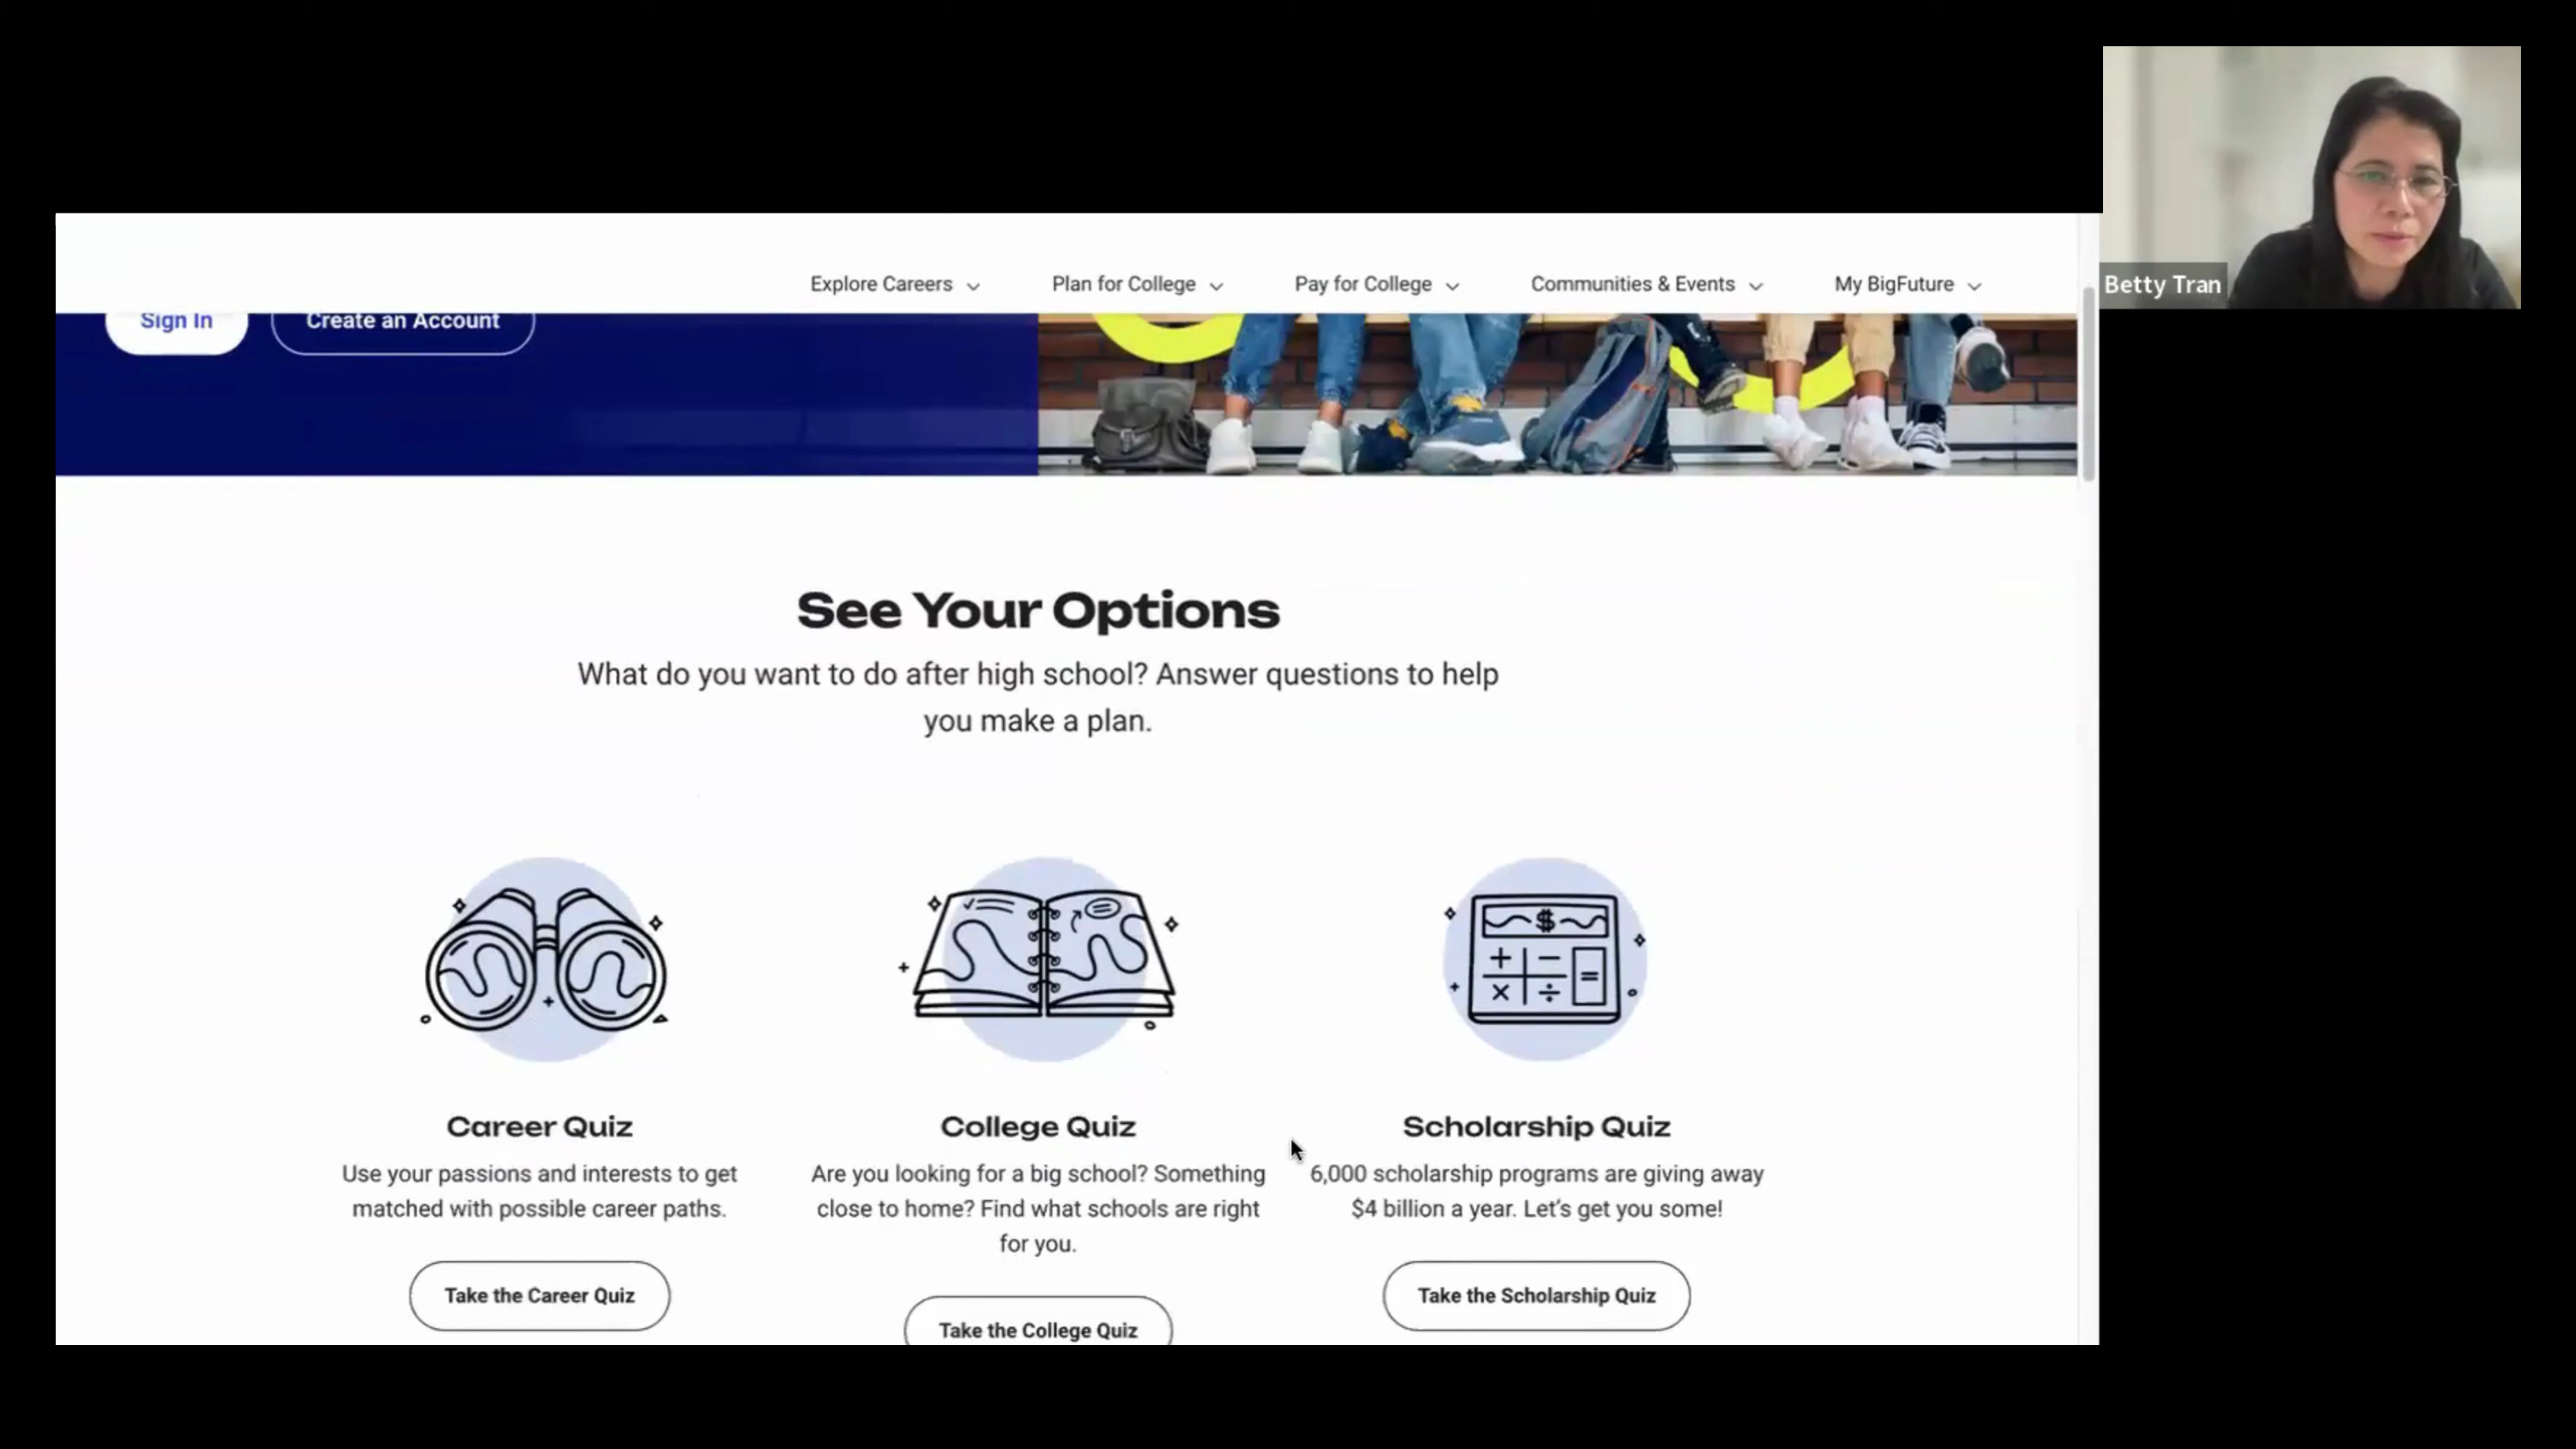 Explore Careers
Plan for College
Pay for College
Communities & Events
My BigFuture
Betty Tran
Sign In
Create an Account
See Your Options
What do you want to do after high school? Answer questions to help
you make a plan.
$
Career Quiz
Use your passions and interests to get
matched with possible career paths.
Take the Career Quiz
College Quiz
Are you looking for a big school? Something
close to home? Find what schools are right
for you.
Take the College Quiz
Scholarship Quiz
6,000 scholarship programs are giving away
$4 billion a year. Let's get you some!
Take the Scholarship Quiz